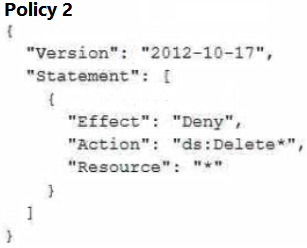 Policy 2
{
  "Version": "2012-10-17",
  "Statement": [
    {
      "Effect": "Deny",
      "Action": "ds:Delete*",
      "Resource": "*"
    }
  ]
}